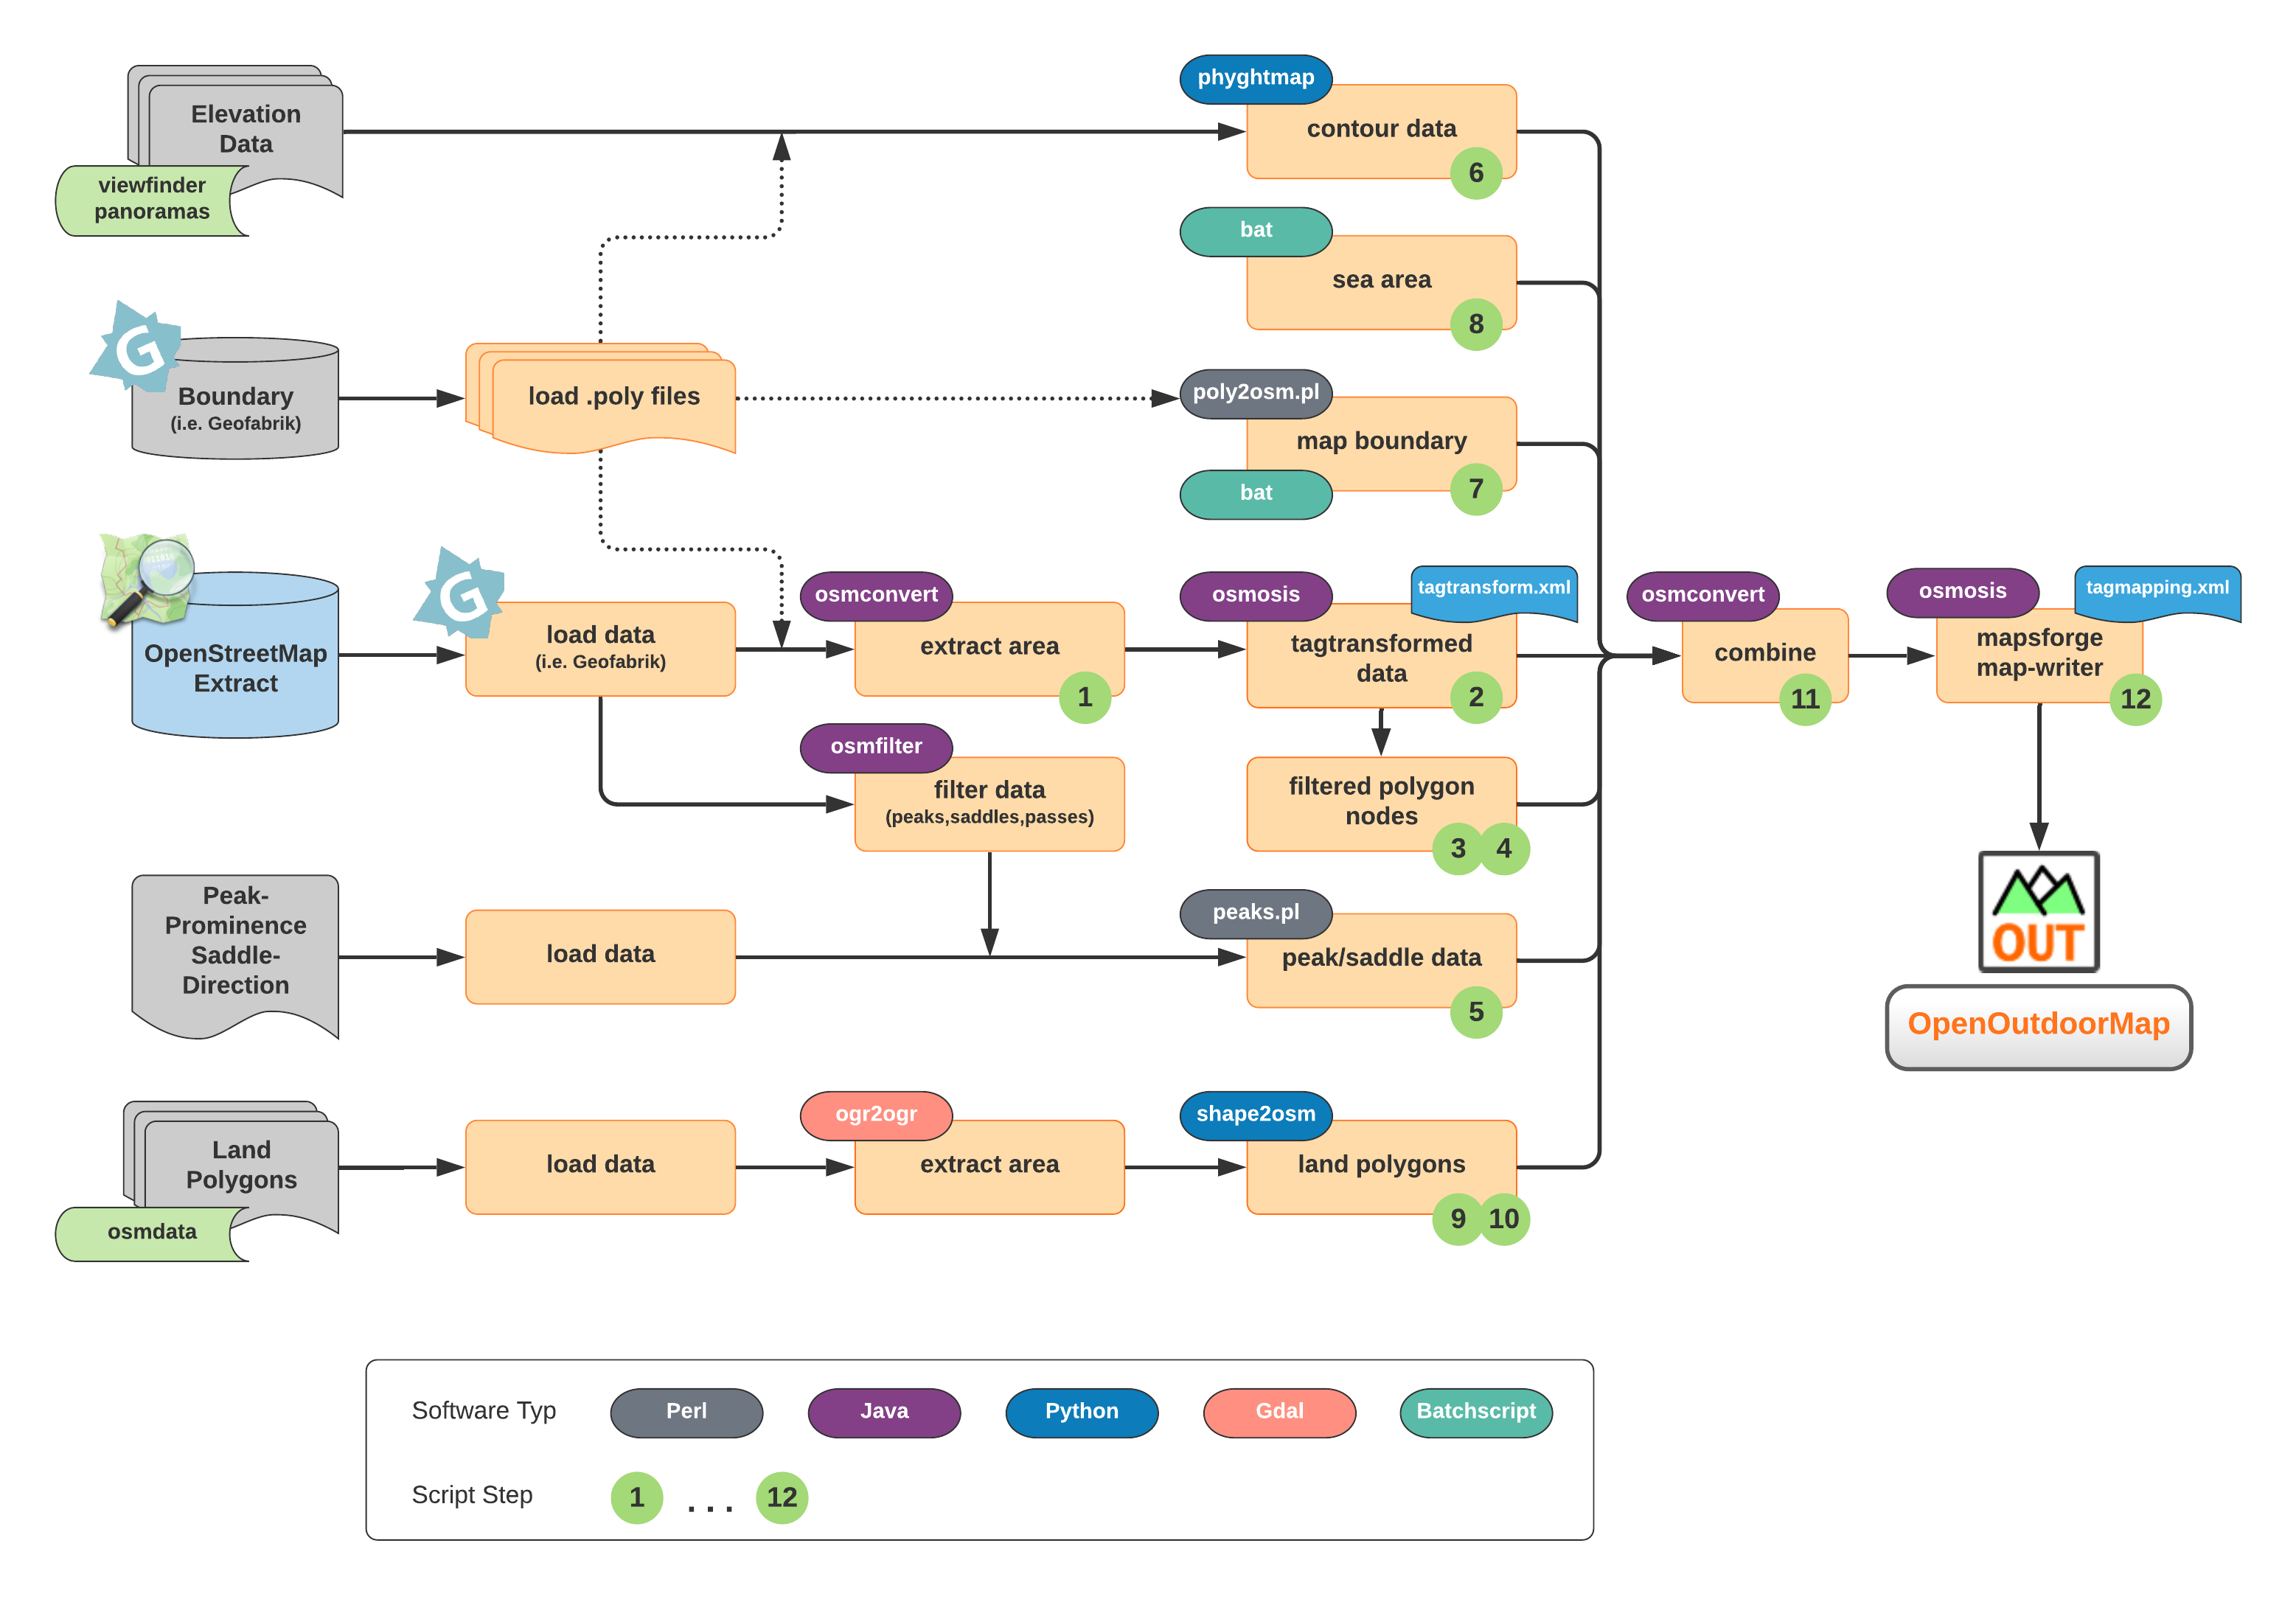 Elevation
Data
viewfinder
panoramas
phyghtmap
contour data
6
bat
sea area
8
G
Boundary
(i.e. Geofabrik)
load .poly files
poly2osm.pl
map boundary
bat
7
OpenStreetMap
Extract
G
load data
(i.e. Geofabrik)
osmconvert
extract area
1
osmosis
tagtransform.xml
tagtransformed
data
2
osmconvert
combine
11
osmosis
tagmapping.xml
mapsforge
map-writer
12
osmfilter
filter data
(peaks,saddles,passes)
filtered polygon
nodes
3 4
Peak-
Prominence
Saddle-
Direction
load data
peaks.pl
peak/saddle data
5
OUT
OpenOutdoorMap
Land
Polygons
osmdata
load data
ogr2ogr
extract area
shape2osm
land polygons
9 10
Software Typ Perl Java Python Gdal Batchscript
Script Step 1 ... 12